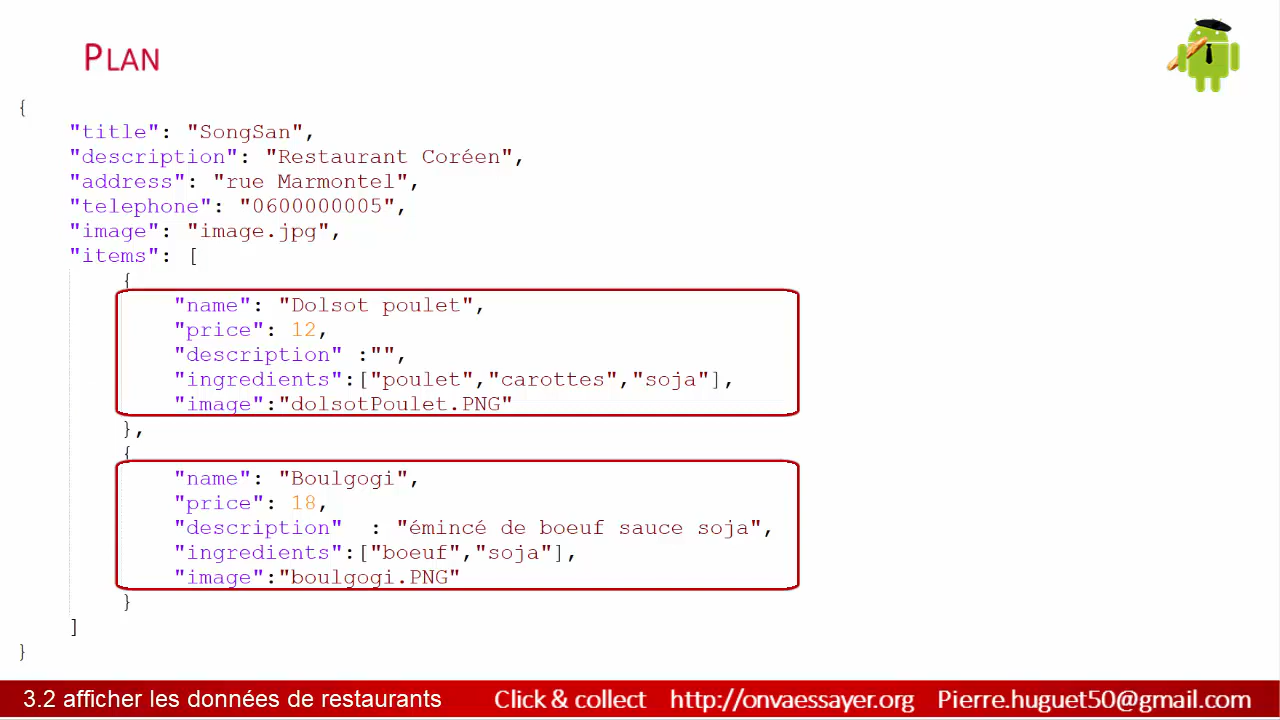 PLAN
{
"title": "SongSan",
"description": "Restaurant Coréen",
"address": "rue Marmontel",
"telephone": "0600000005",
"image": "image.jpg",
"items": [
{
"name": "Dolsot poulet",
"price": 12,
"description" :"",
"ingredients":["poulet","carottes","soja"],
"image":"dolsotPoulet.PNG"
},
{
"name": "Boulgogi",
"price": 18,
"description"  : "émincé de boeuf sauce soja",
"ingredients":["boeuf","soja"],
"image":"boulgogi.PNG"
}
]
}
3.2 afficher les données de restaurants Click & collect http://onvaessayer.org Pierre.huguet50@gmail.com